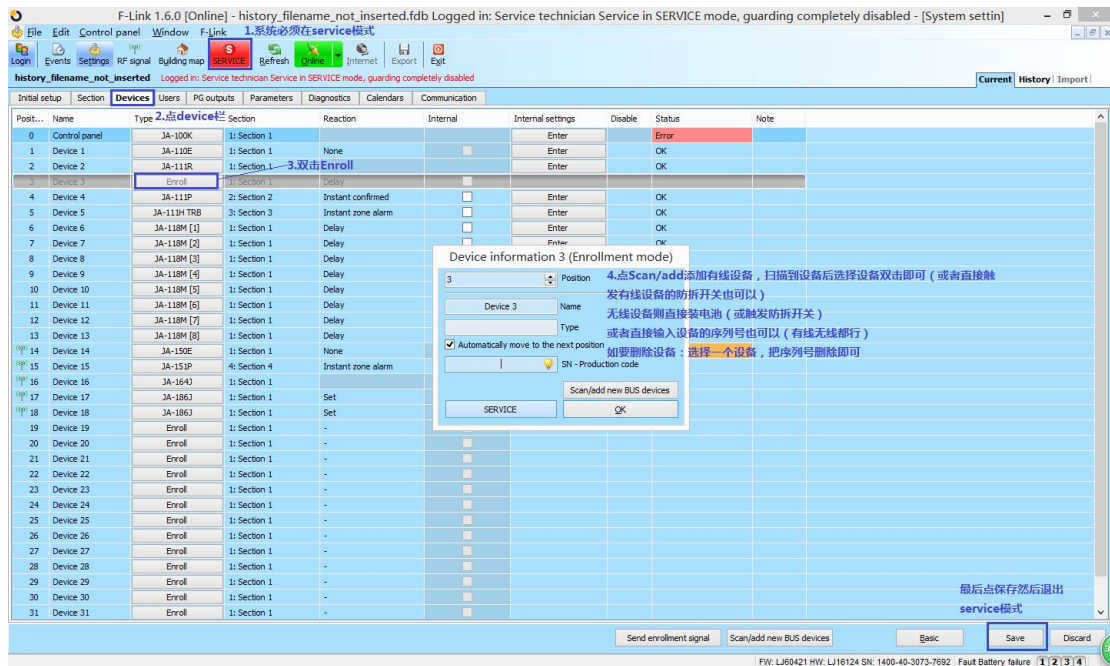 F-Link 1.6.0 [Online] - history_filename_not_inserted.fdb Logged in: Service technician Service in SERVICE mode, guarding completely disabled - [System settin]
File Edit Control panel Window F-Link 1.系统必须在service模式
Login Events Settings RF signal Building map SERVICE Refresh Online Internet Export Exit
history_filename_not_inserted Logged in: Service technician Service in SERVICE mode, guarding completely disabled Current History Import
Initial setup Section Devices Users PG outputs Parameters Diagnostics Calendars Communication
Posit... Name Type 2.点device栏 Section Reaction Internal Internal settings Disable Status Note
0 Control panel JA-100K 1: Section 1 Enter Error
1 Device 1 JA-110E 1: Section 1 None Enter OK
2 Device 2 JA-111R 1: Section 1 3.双击Enroll Enter OK
3 Device 3 Enroll 1: Section 1 Delay
4 Device 4 JA-111P 2: Section 2 Instant confirmed Enter OK
5 Device 5 JA-111H TRB 3: Section 3 Instant zone alarm Enter OK
6 Device 6 JA-118M [1] 1: Section 1 Delay Enter OK
7 Device 7 JA-118M [2] 1: Section 1 Delay Enter OK
8 Device 8 JA-118M [3] 1: Section 1 Delay
9 Device 9 JA-118M [4] 1: Section 1 Delay
10 Device 10 JA-118M [5] 1: Section 1 Delay
11 Device 11 JA-118M [6] 1: Section 1 Delay
12 Device 12 JA-118M [7] 1: Section 1 Delay
13 Device 13 JA-118M [8] 1: Section 1 Delay
14 Device 14 JA-150E 1: Section 1 None
15 Device 15 JA-151P 4: Section 4 Instant zone alarm
16 Device 16 JA-164J 1: Section 1
17 Device 17 JA-186J 1: Section 1 Set
18 Device 18 JA-186J 1: Section 1 Set
19 Device 19 Enroll 1: Section 1 -
20 Device 20 Enroll 1: Section 1 -
21 Device 21 Enroll 1: Section 1 -
22 Device 22 Enroll 1: Section 1 -
23 Device 23 Enroll 1: Section 1 -
24 Device 24 Enroll 1: Section 1 -
25 Device 25 Enroll 1: Section 1 -
26 Device 26 Enroll 1: Section 1 -
27 Device 27 Enroll 1: Section 1 -
28 Device 28 Enroll 1: Section 1 -
29 Device 29 Enroll 1: Section 1 -
30 Device 30 Enroll 1: Section 1 -
31 Device 31 Enroll 1: Section 1 -
Device information 3 (Enrollment mode)
3 Position
Device 3 Name
Type
Automatically move to the next position
SN - Production code
Scan/add new BUS devices
SERVICE OK
4.点Scan/add添加有线设备，扫描到设备后选择设备双击即可（或者直接触
发有线设备的防拆开关也可以）
无线设备则直接装电池（或触发防拆开关）
或者直接输入设备的序列号也可以（有线无线都行）
如要删除设备：选择一个设备，把序列号删除即可
最后点保存然后退出
service模式
Send enrollment signal Scan/add new BUS devices Basic Save Discard
FW: LJ60421 HW: LJ16124 SN: 1400-40-3073-7692 Fault Battery failure 1 2 3 4